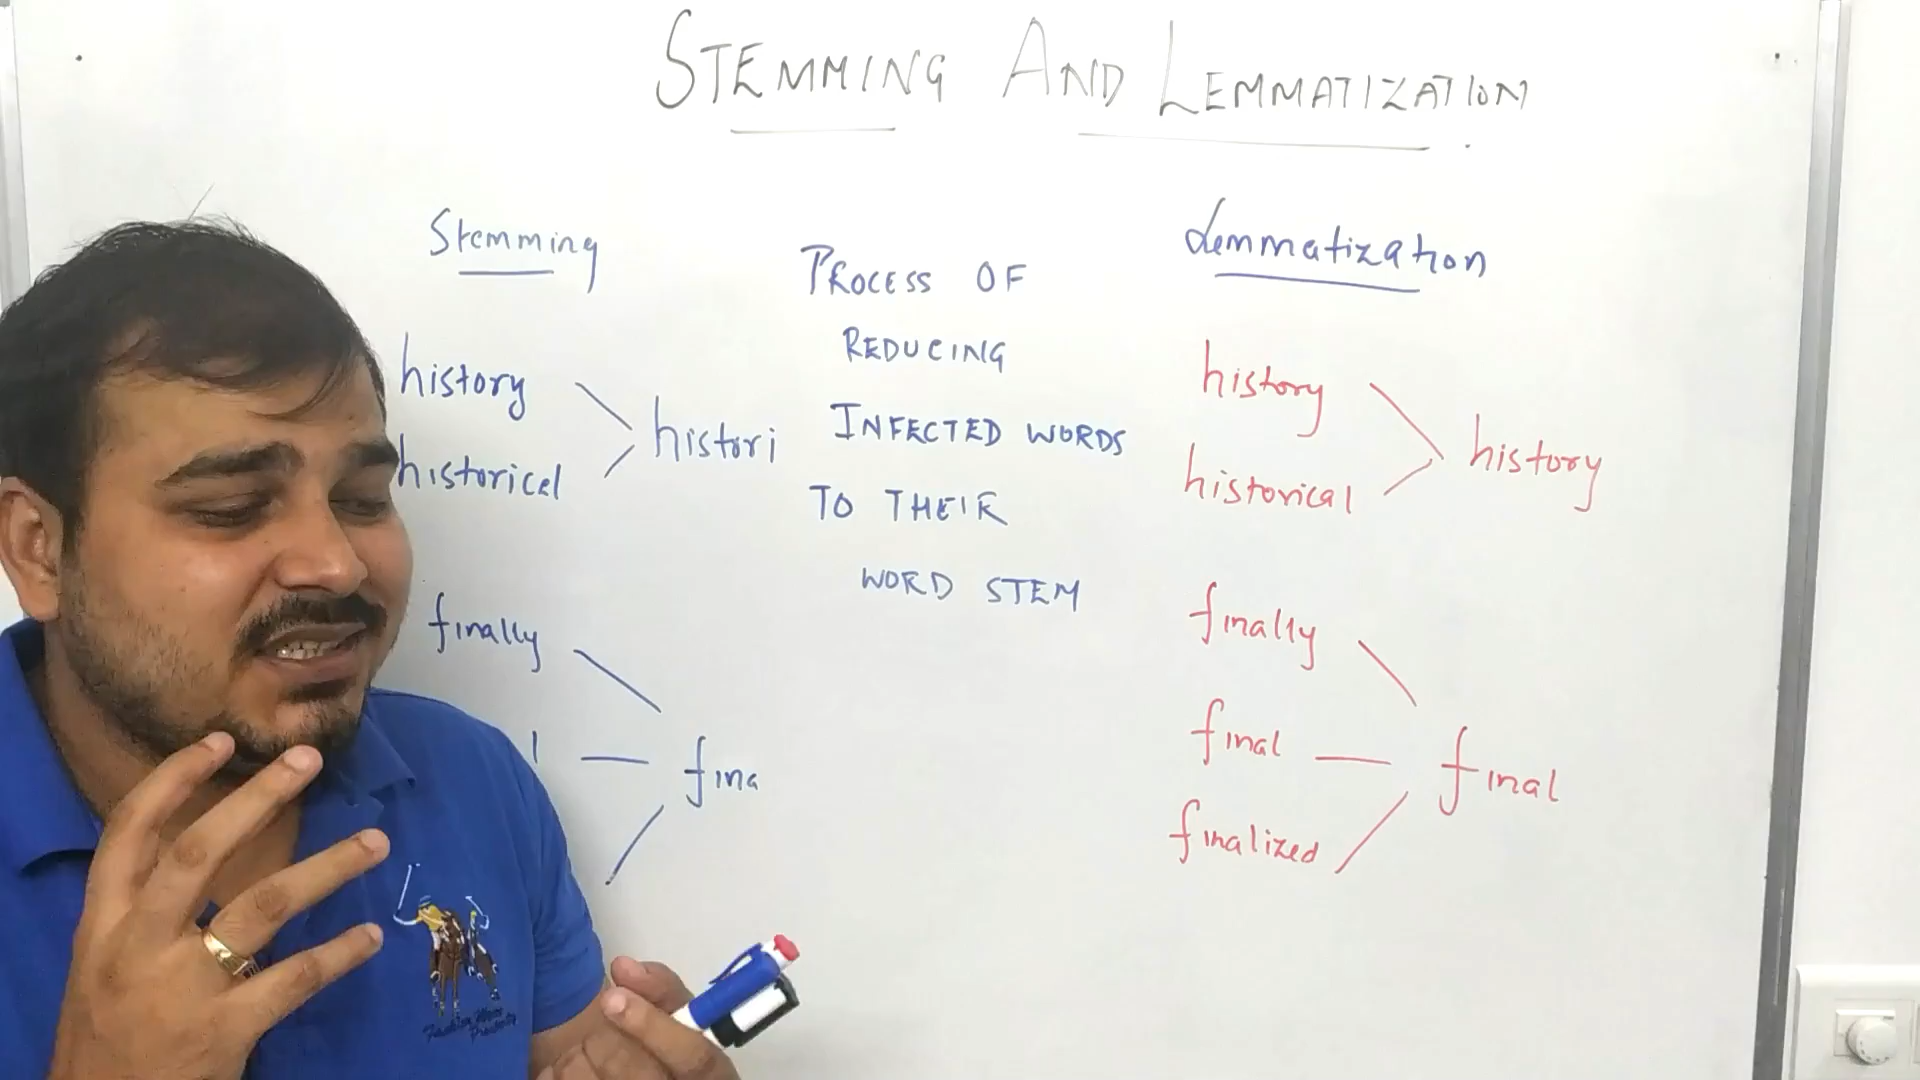 STEMMING AND LEMMATIZATION
Stemming
history
historical
histori
finally
l
fina
PROCESS OF
REDUCING
INFECTED WORDS
TO THEIR
WORD STEM
Lemmatization
history
historical
history
finally
final
finalized
final